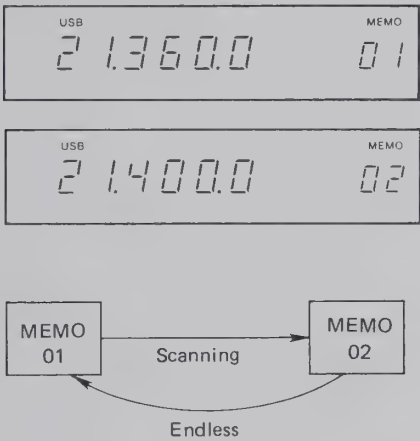 USB MEMO
21.360.0 01
USB MEMO
21.400.0 02
MEMO
01
Scanning
MEMO
02
Endless